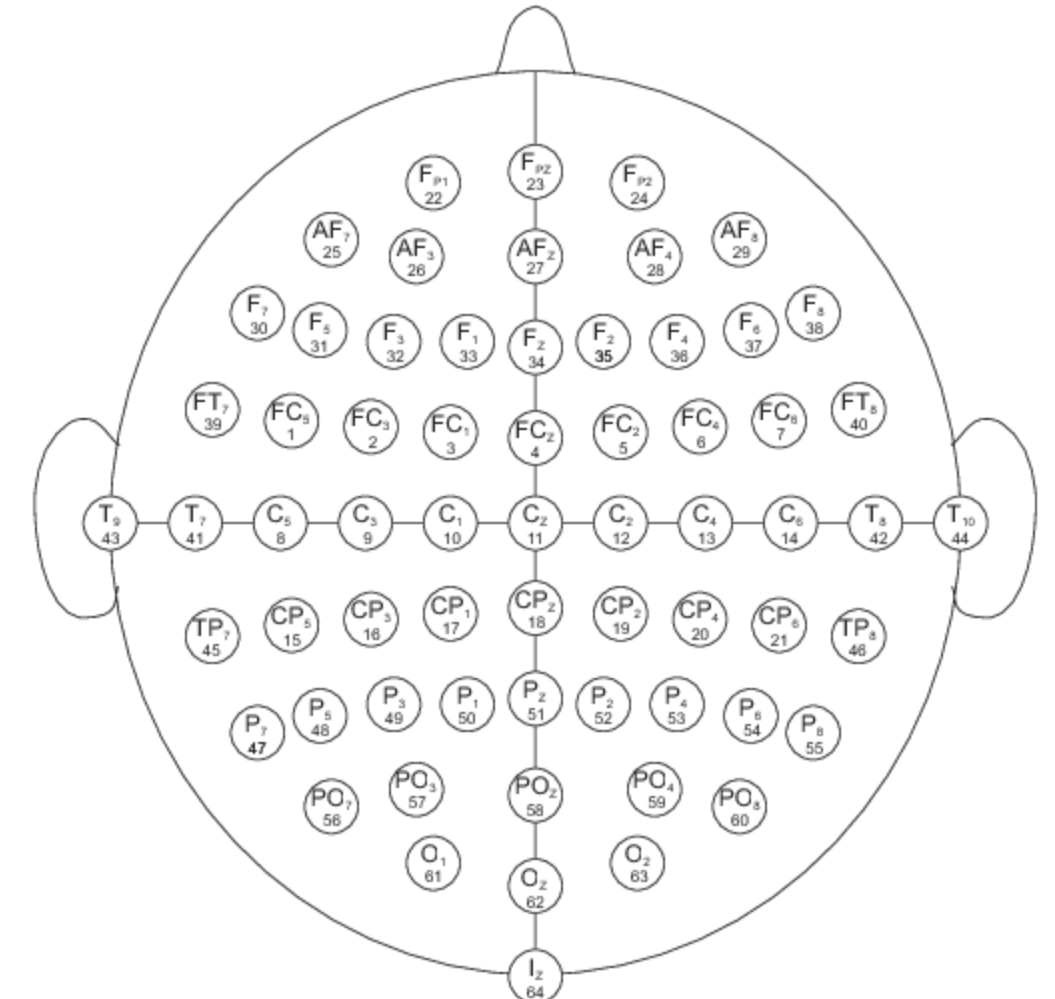 Fp1 Fpz Fp2
22 23 24
AF7 AF3 AFz AF4 AF8
25 26 27 28 29
F7 F5 F3 F1 Fz F2 F4 F6 F8
30 31 32 33 34 35 36 37 38
FT7 FC5 FC3 FC1 FCz FC2 FC4 FC6 FT8
39 1 2 3 4 5 6 7 40
T9 T7 C5 C3 C1 Cz C2 C4 C6 T8 T10
43 41 8 9 10 11 12 13 14 42 44
TP7 CP5 CP3 CP1 CPz CP2 CP4 CP6 TP8
45 15 16 17 18 19 20 21 46
P7 P5 P3 P1 Pz P2 P4 P6 P8
47 48 49 50 51 52 53 54 55
PO7 PO3 POz PO4 PO8
56 57 58 59 60
O1 Oz O2
61 62 63
Iz
64